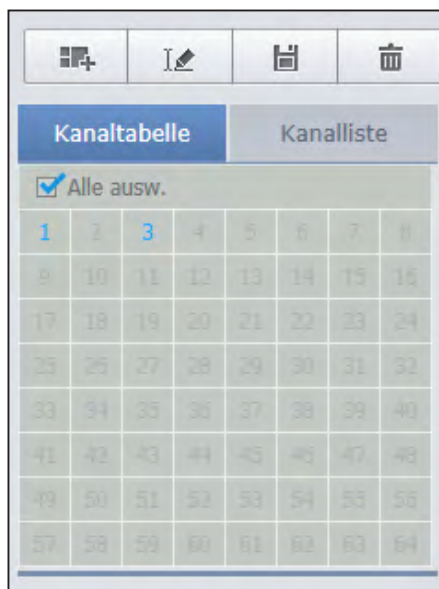 Kanaltabelle Kanalliste
Alle ausw.
1 2 3 4 5 6 7 8
9 10 11 12 13 14 15 16
17 18 19 20 21 22 23 24
25 26 27 28 29 30 31 32
33 34 35 36 37 38 39 40
41 42 43 44 45 46 47 48
49 50 51 52 53 54 55 56
57 58 59 60 61 62 63 64